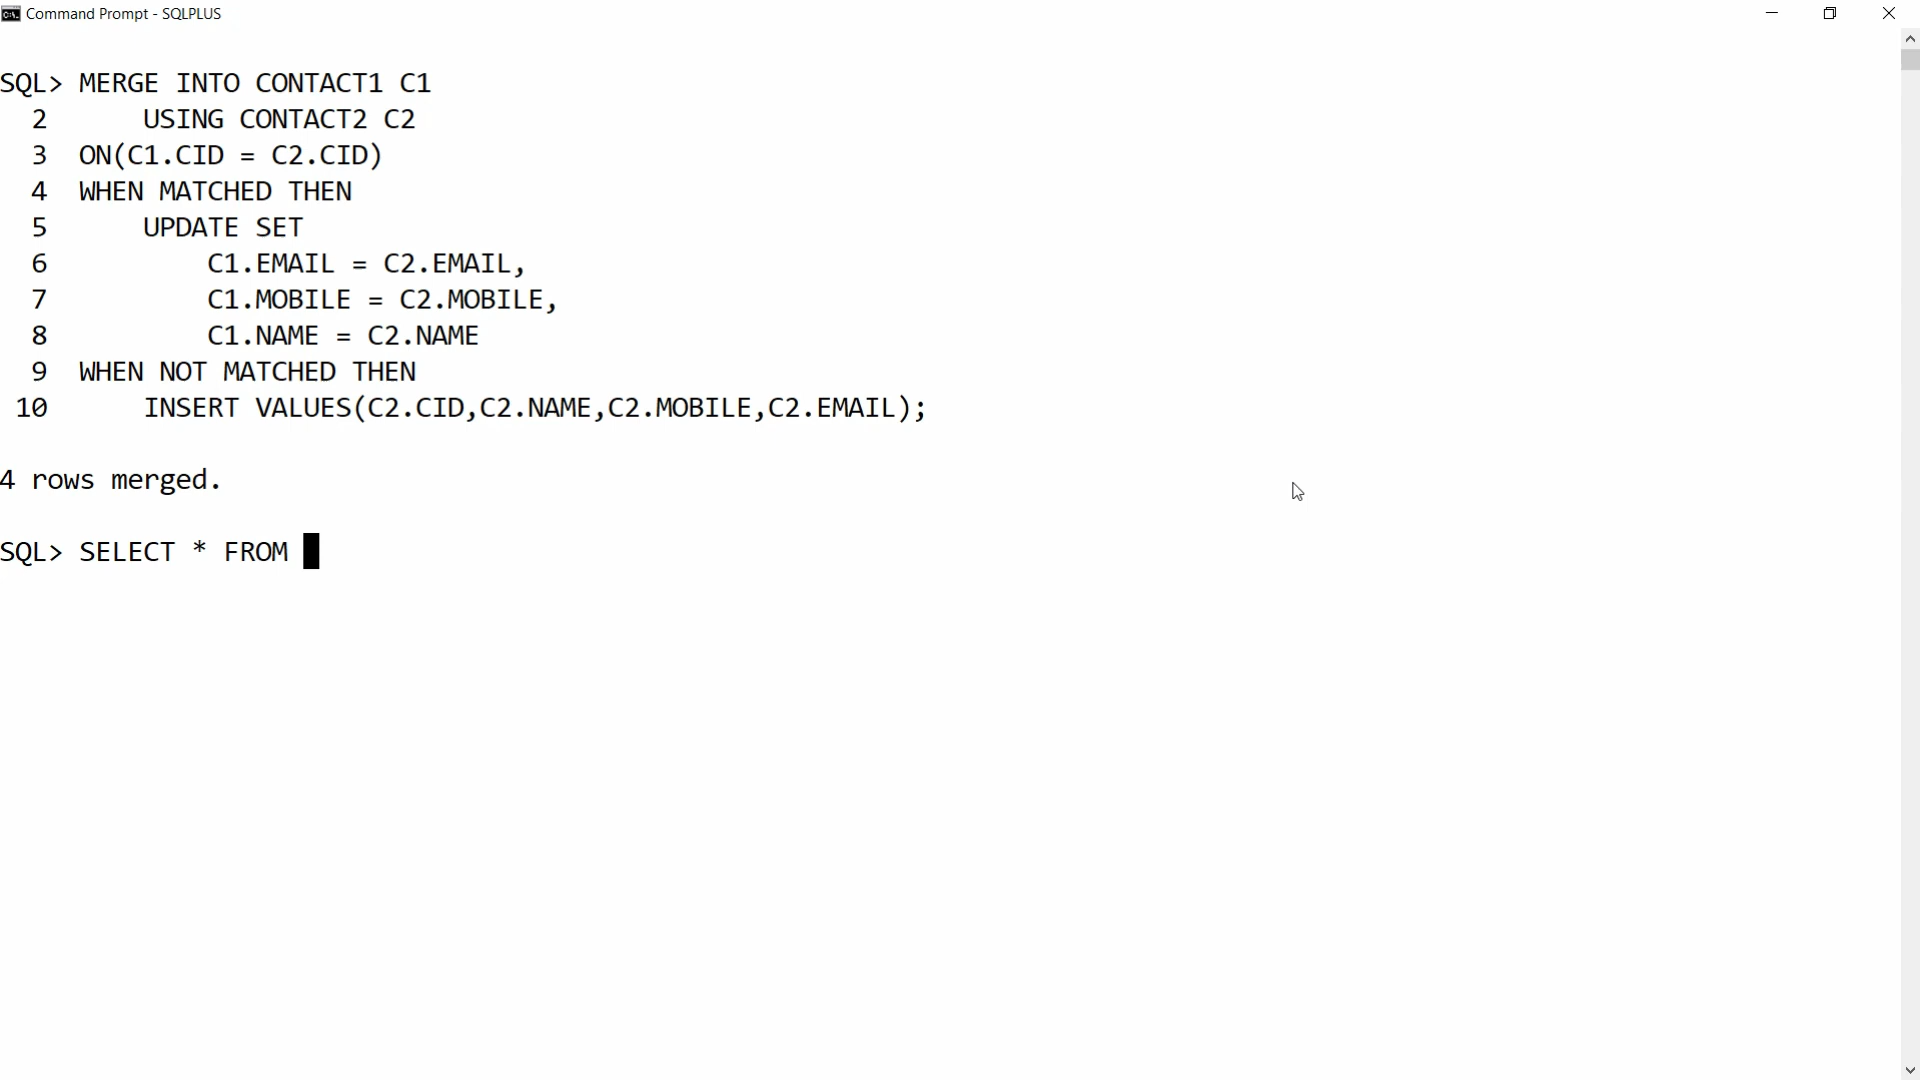 Command Prompt - SQLPLUS
SQL> MERGE INTO CONTACT1 C1
2 USING CONTACT2 C2
3 ON(C1.CID = C2.CID)
4 WHEN MATCHED THEN
5 UPDATE SET
6 C1.EMAIL = C2.EMAIL,
7 C1.MOBILE = C2.MOBILE,
8 C1.NAME = C2.NAME
9 WHEN NOT MATCHED THEN
10 INSERT VALUES(C2.CID,C2.NAME,C2.MOBILE,C2.EMAIL);
4 rows merged.
SQL> SELECT * FROM